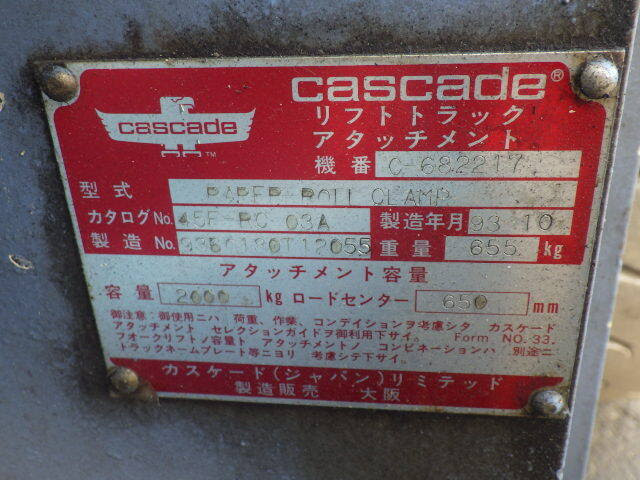 cascade®
cascade™
リフトトラック
アタッチメント
機番 C-682217
型式 PAPER ROLL CLAMP
カタログNo. 45F-RC 03A 製造年月 93 10
製造 No. 重量 655 kg
アタッチメント容量
容量 2000 kg ロードセンター 650 mm
御注意：御使用ニハ 荷重、作業、コンデイションヲ考慮シタ カスケード
アタッチメント セレクションガイドヲ御利用下サイ。 Form NO. 33.
フオークリフトノ容量ト アタッチメントノ コンビネーションハ 別途ニ
トラックネームプレート等ニヨリ 考慮シテ下サイ。
カスケード(ジャパン)リミテッド
製造販売 大阪